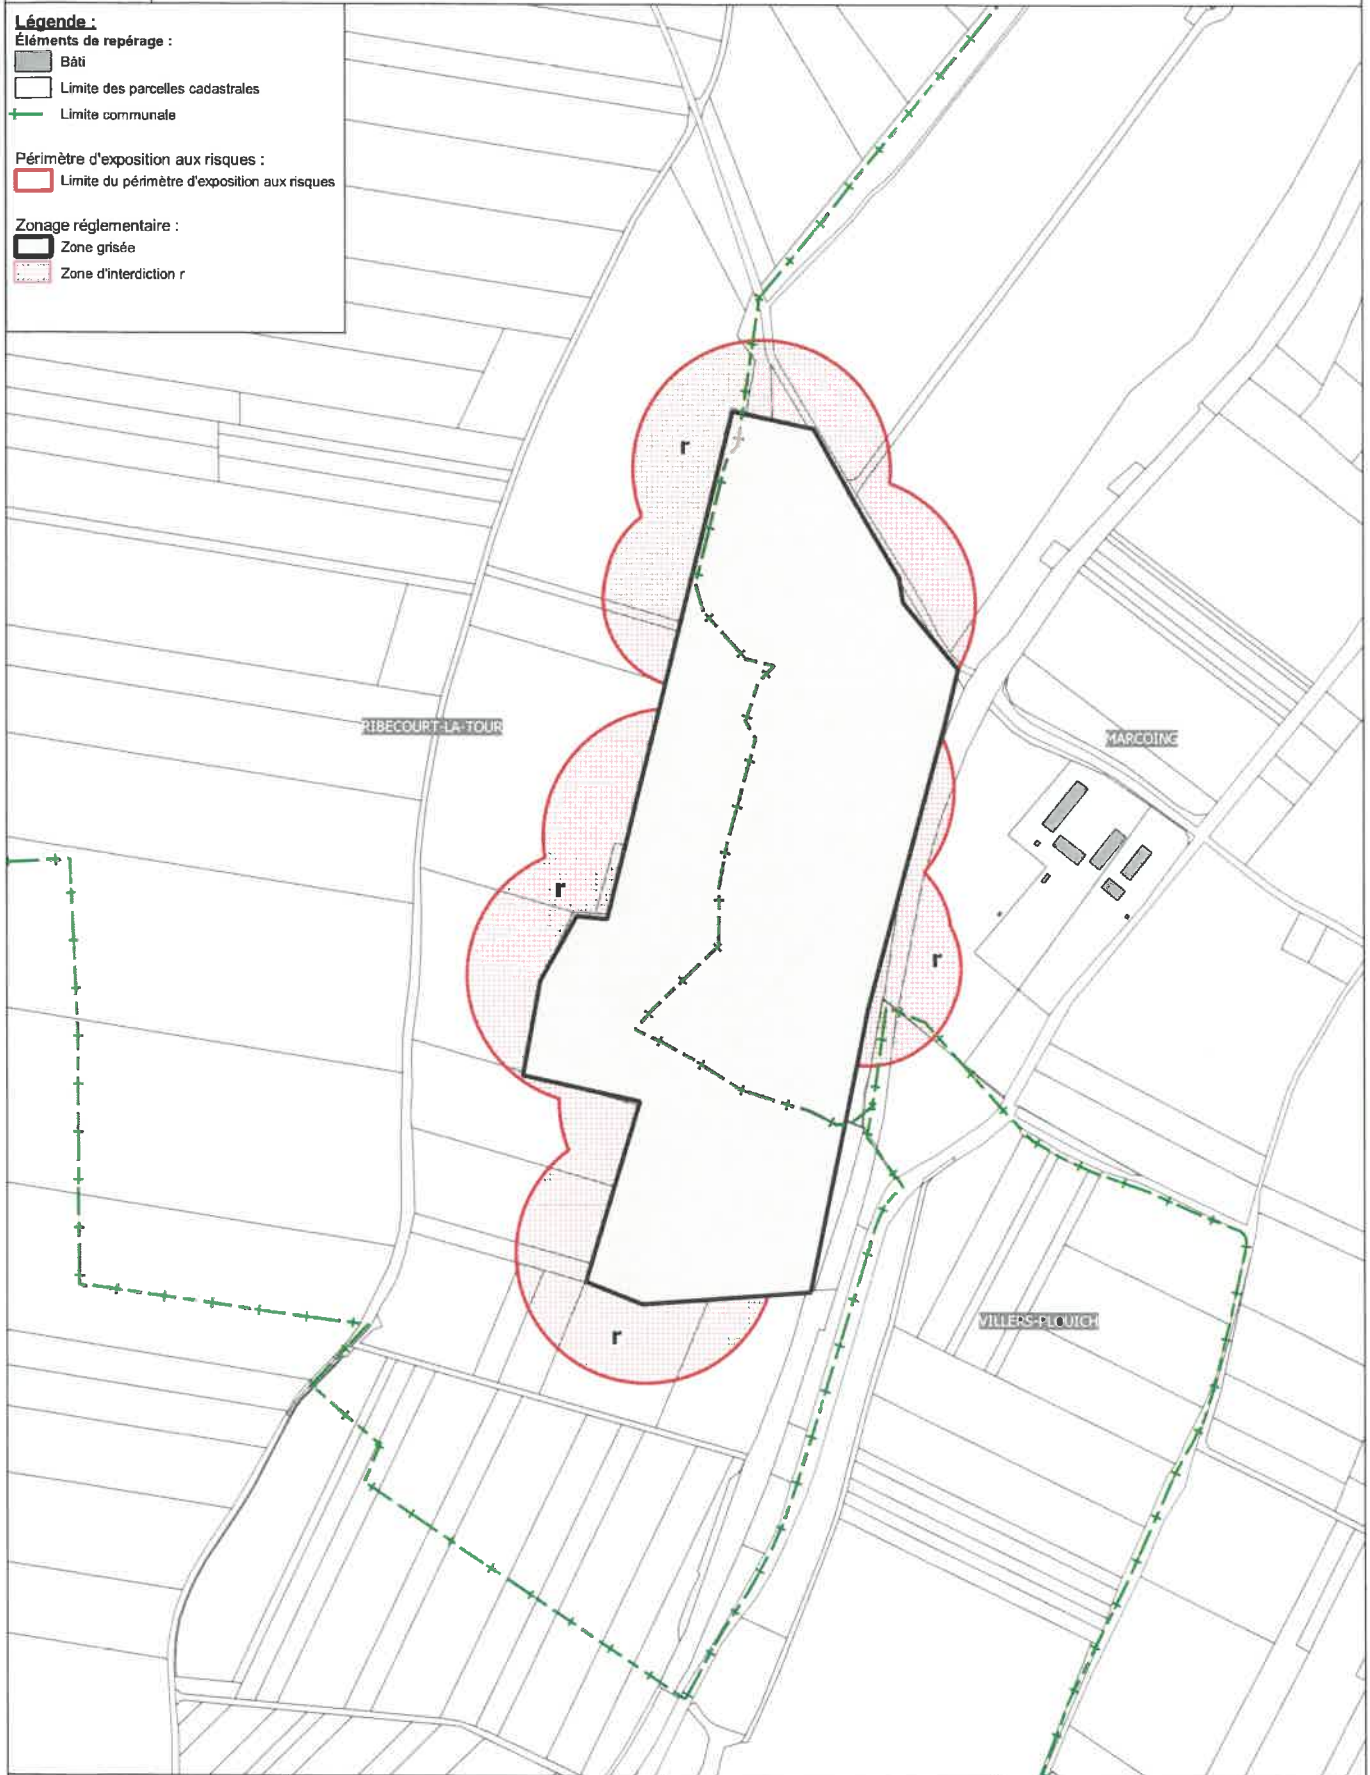 Légende :
Éléments de repérage :
Bâti
Limite des parcelles cadastrales
Limite communale
Périmètre d'exposition aux risques :
Limite du périmètre d'exposition aux risques
Zonage réglementaire :
Zone grisée
Zone d'interdiction r
r
RIBECOURT-LA-TOUR
MARCOING
r
r
VILLERS-PLOUICH
r